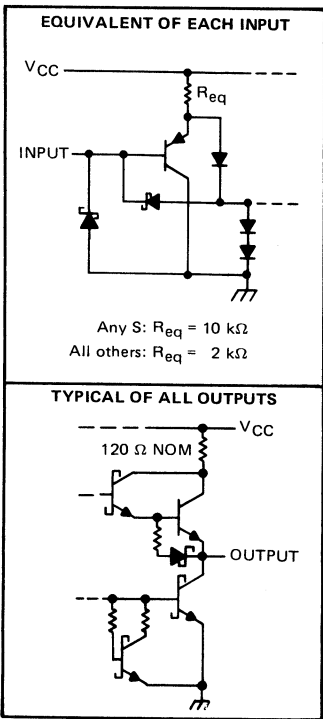 EQUIVALENT OF EACH INPUT
VCC
Req
INPUT
Any S: Req = 10 kΩ
All others: Req = 2 kΩ
TYPICAL OF ALL OUTPUTS
VCC
120 Ω NOM
OUTPUT